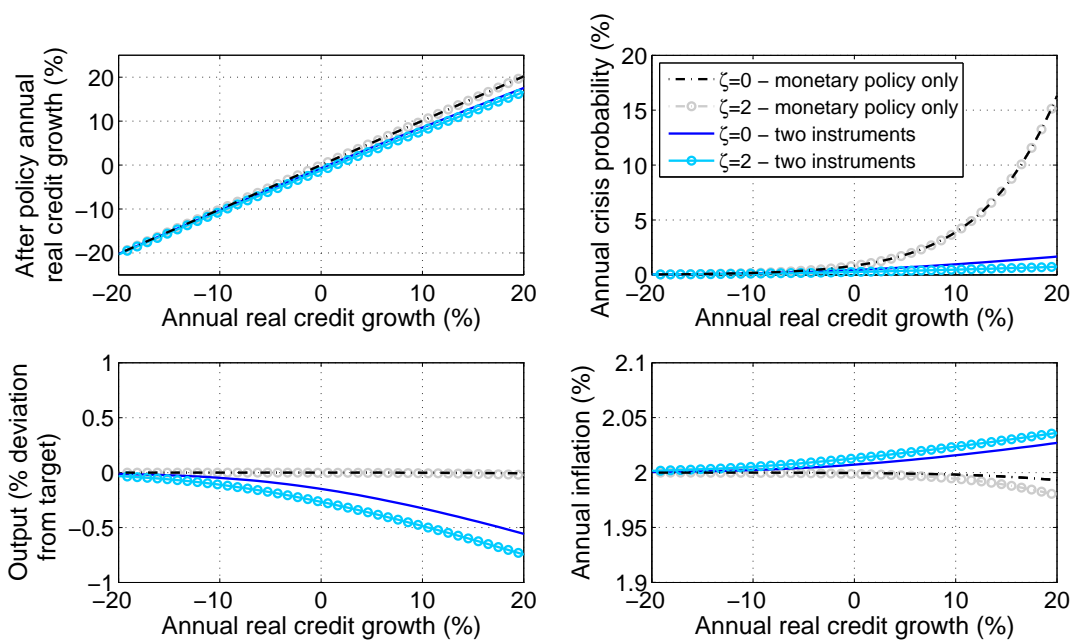 After policy annual
real credit growth (%)
20
10
0
−10
−20
−20
−10
0
10
20
Annual real credit growth (%)
Annual crisis probability (%)
20
15
10
5
0
ζ=0 − monetary policy only
ζ=2 − monetary policy only
ζ=0 − two instruments
ζ=2 − two instruments
−20
−10
0
10
20
Annual real credit growth (%)
Output (% deviation
from target)
1
0.5
0
−0.5
−1
−20
−10
0
10
20
Annual real credit growth (%)
Annual inflation (%)
2.1
2.05
2
1.95
1.9
−20
−10
0
10
20
Annual real credit growth (%)